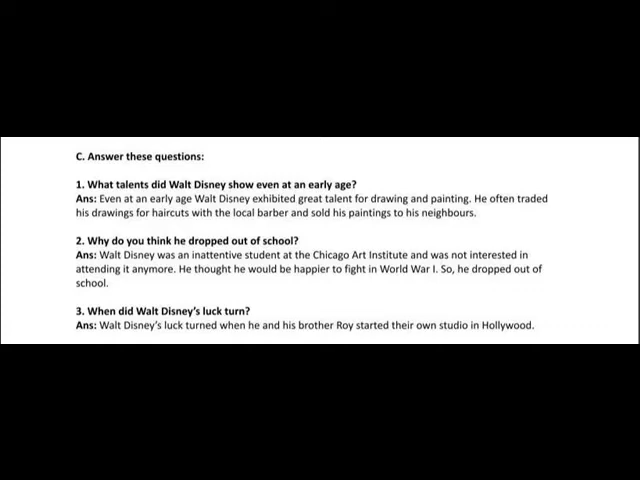 C. Answer these questions:
1. What talents did Walt Disney show even at an early age?
Ans: Even at an early age Walt Disney exhibited great talent for drawing and painting. He often traded
his drawings for haircuts with the local barber and sold his paintings to his neighbours.
2. Why do you think he dropped out of school?
Ans: Walt Disney was an inattentive student at the Chicago Art Institute and was not interested in
attending it anymore. He thought he would be happier to fight in World War I. So, he dropped out of
school.
3. When did Walt Disney's luck turn?
Ans: Walt Disney's luck turned when he and his brother Roy started their own studio in Hollywood.